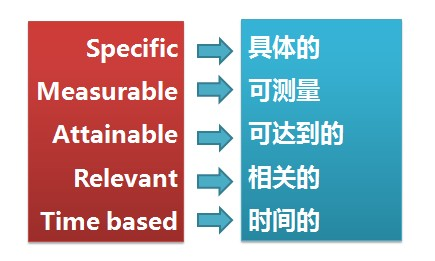 Specific 具体的
Measurable 可测量
Attainable 可达到的
Relevant 相关的
Time based 时间的